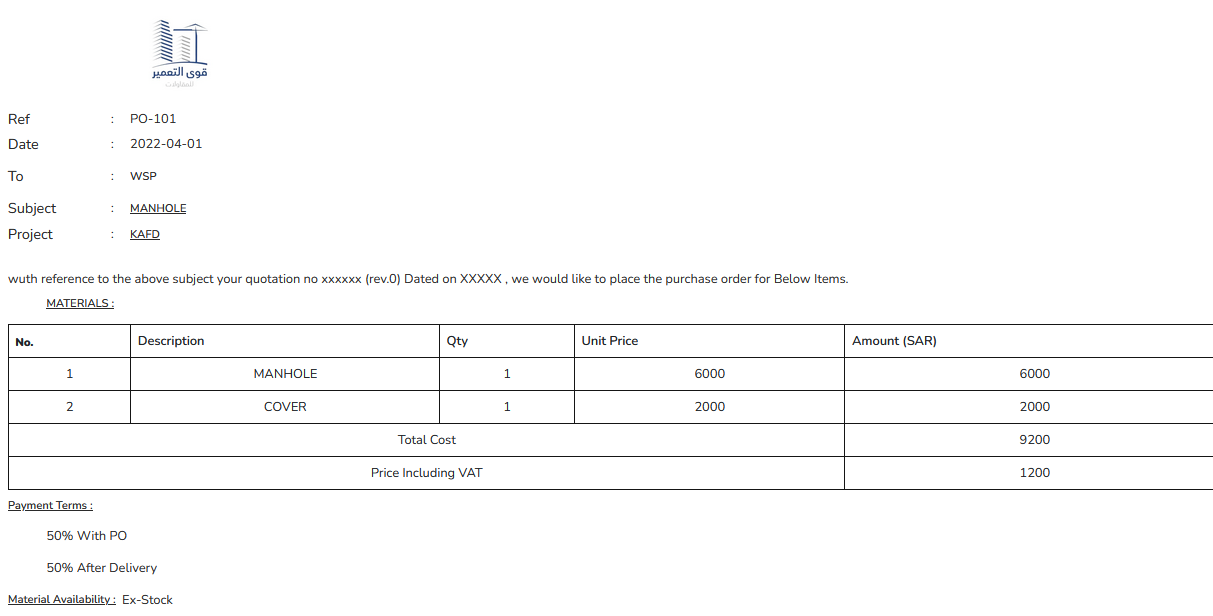 قوى التعمير
للمقاولات
Ref : PO-101
Date : 2022-04-01
To : WSP
Subject : MANHOLE
Project : KAFD
wuth reference to the above subject your quotation no xxxxxx (rev.0) Dated on XXXXX , we would like to place the purchase order for Below Items.
MATERIALS :
No. Description Qty Unit Price Amount (SAR)
1 MANHOLE 1 6000 6000
2 COVER 1 2000 2000
Total Cost 9200
Price Including VAT 1200
Payment Terms :
50% With PO
50% After Delivery
Material Availability : Ex-Stock